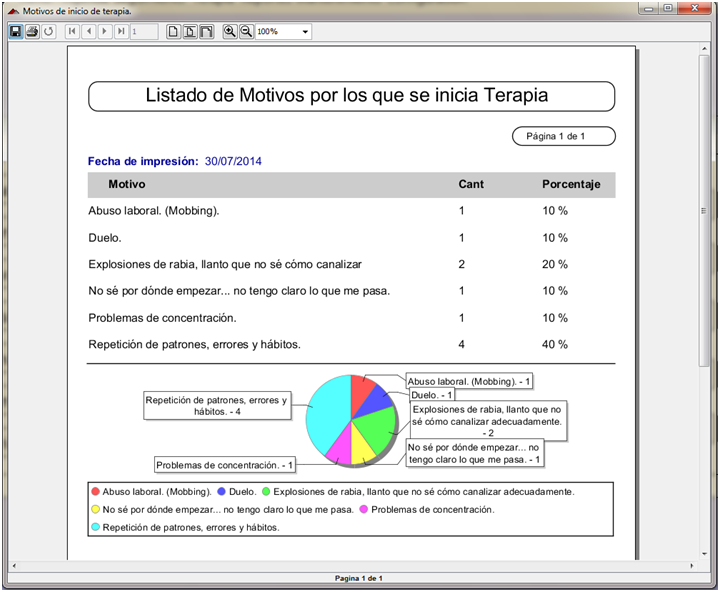 Motivos de inicio de terapia.
1
100%
Listado de Motivos por los que se inicia Terapia
Página 1 de 1
Fecha de impresión: 30/07/2014
Motivo Cant Porcentaje
Abuso laboral. (Mobbing). 1 10 %
Duelo. 1 10 %
Explosiones de rabia, llanto que no sé cómo canalizar 2 20 %
No sé por dónde empezar... no tengo claro lo que me pasa. 1 10 %
Problemas de concentración. 1 10 %
Repetición de patrones, errores y hábitos. 4 40 %
Abuso laboral. (Mobbing). - 1
Duelo. - 1
Repetición de patrones, errores y
hábitos. - 4
Explosiones de rabia, llanto que no
sé cómo canalizar adecuadamente.
- 2
No sé por dónde empezar... no
tengo claro lo que me pasa. - 1
Problemas de concentración. - 1
Abuso laboral. (Mobbing). Duelo. Explosiones de rabia, llanto que no sé cómo canalizar adecuadamente.
No sé por dónde empezar... no tengo claro lo que me pasa. Problemas de concentración.
Repetición de patrones, errores y hábitos.
Pagina 1 de 1